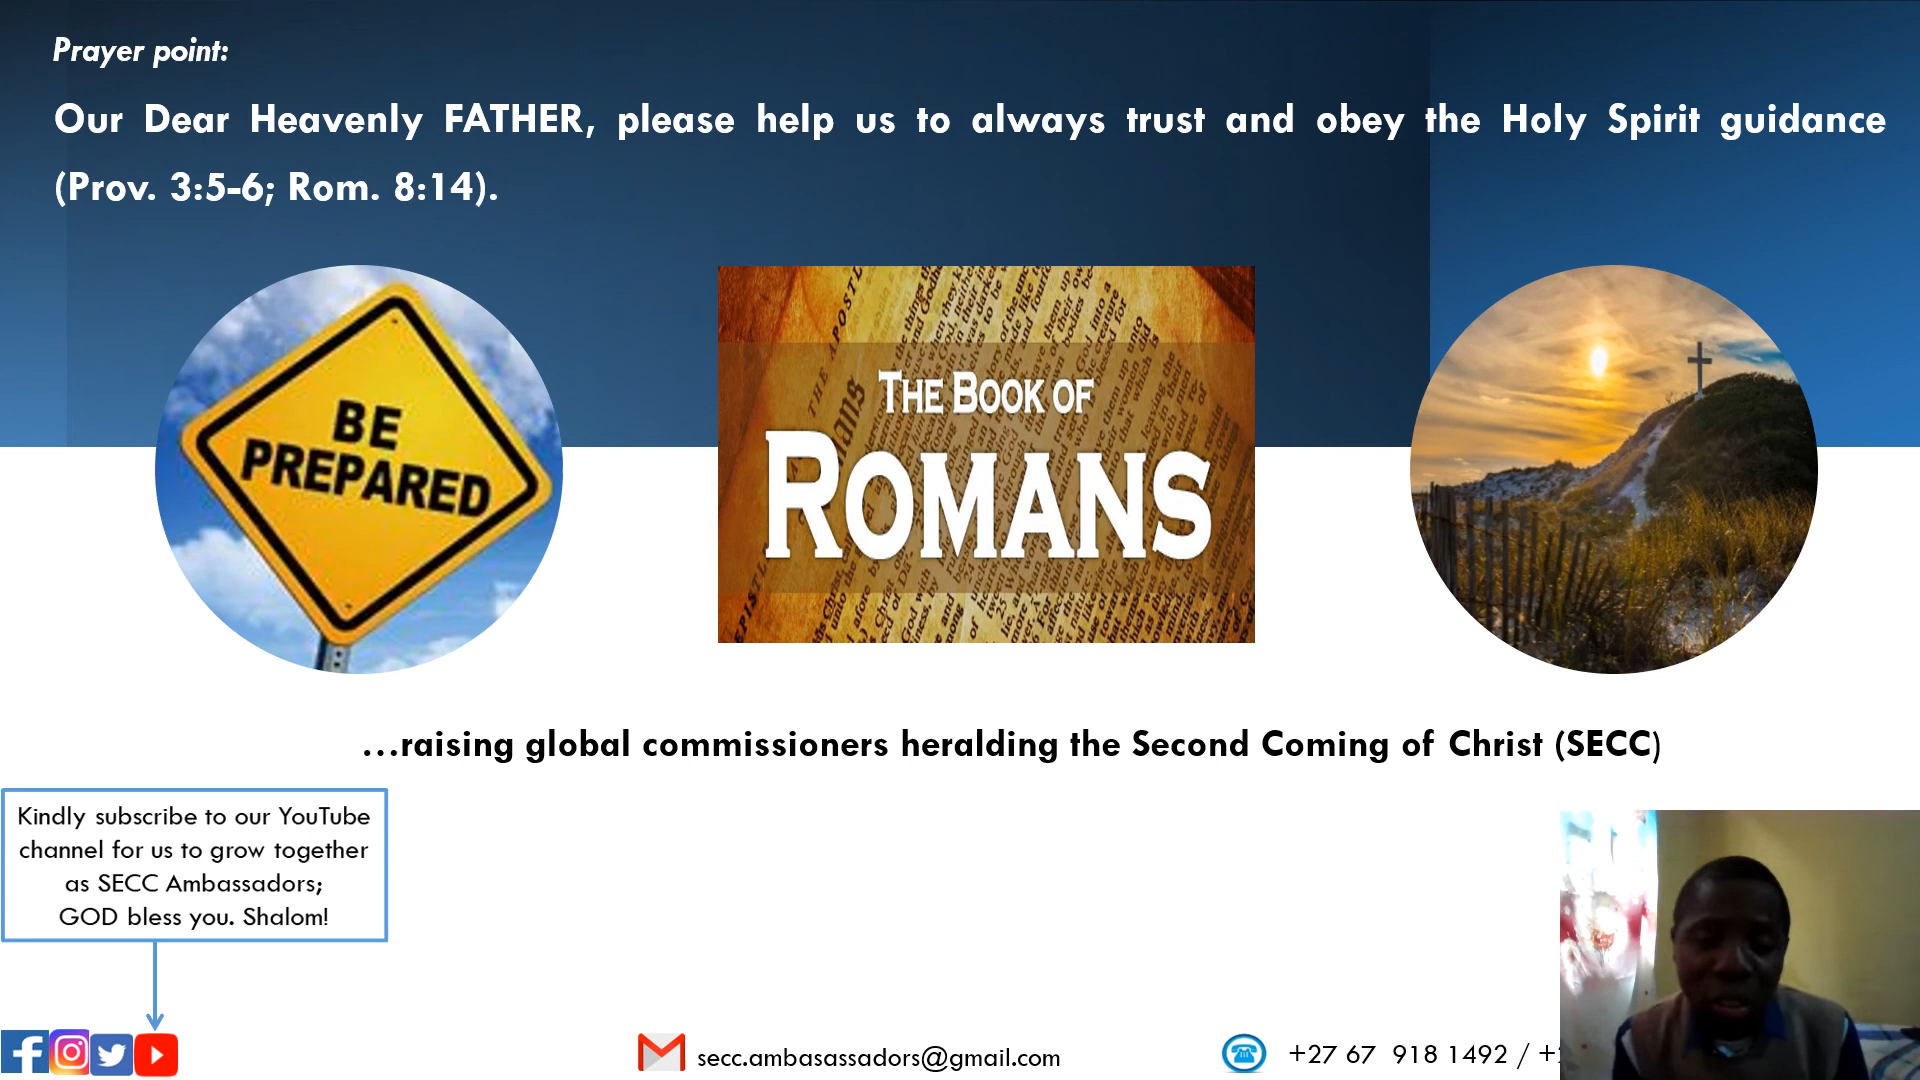 Prayer point:
Our Dear Heavenly FATHER, please help us to always trust and obey the Holy Spirit guidance
(Prov. 3:5-6; Rom. 8:14).
BE
PREPARED
THE BOOK OF
ROMANS
...raising global commissioners heralding the Second Coming of Christ (SECC)
Kindly subscribe to our YouTube
channel for us to grow together
as SECC Ambassadors;
GOD bless you. Shalom!
secc.ambasassadors@gmail.com
+27 67 918 1492 / +